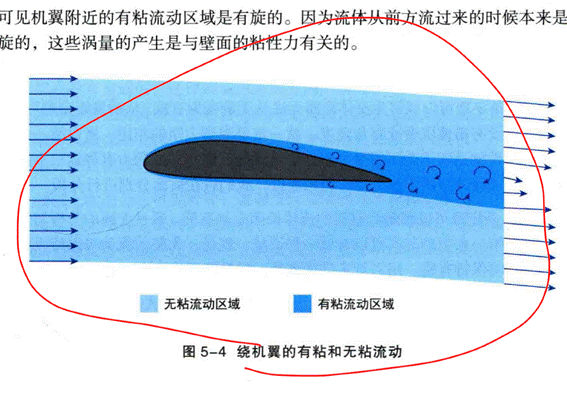 可见机翼附近的有粘流动区域是有旋的。因为流体从前方流过来的时候本来是
旋的，这些涡量的产生是与壁面的粘性力有关的。
无粘流动区域
有粘流动区域
图 5-4 绕机翼的有粘和无粘流动